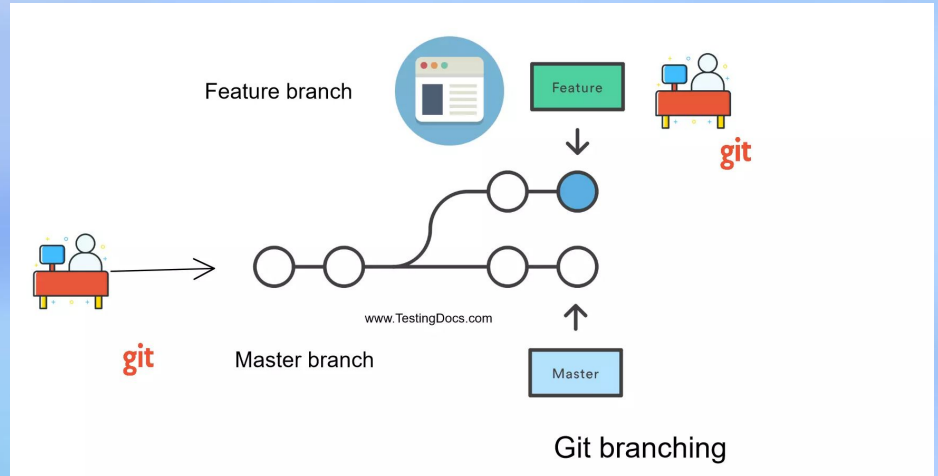 Feature branch
Feature
git
www.TestingDocs.com
git
Master branch
Master
Git branching